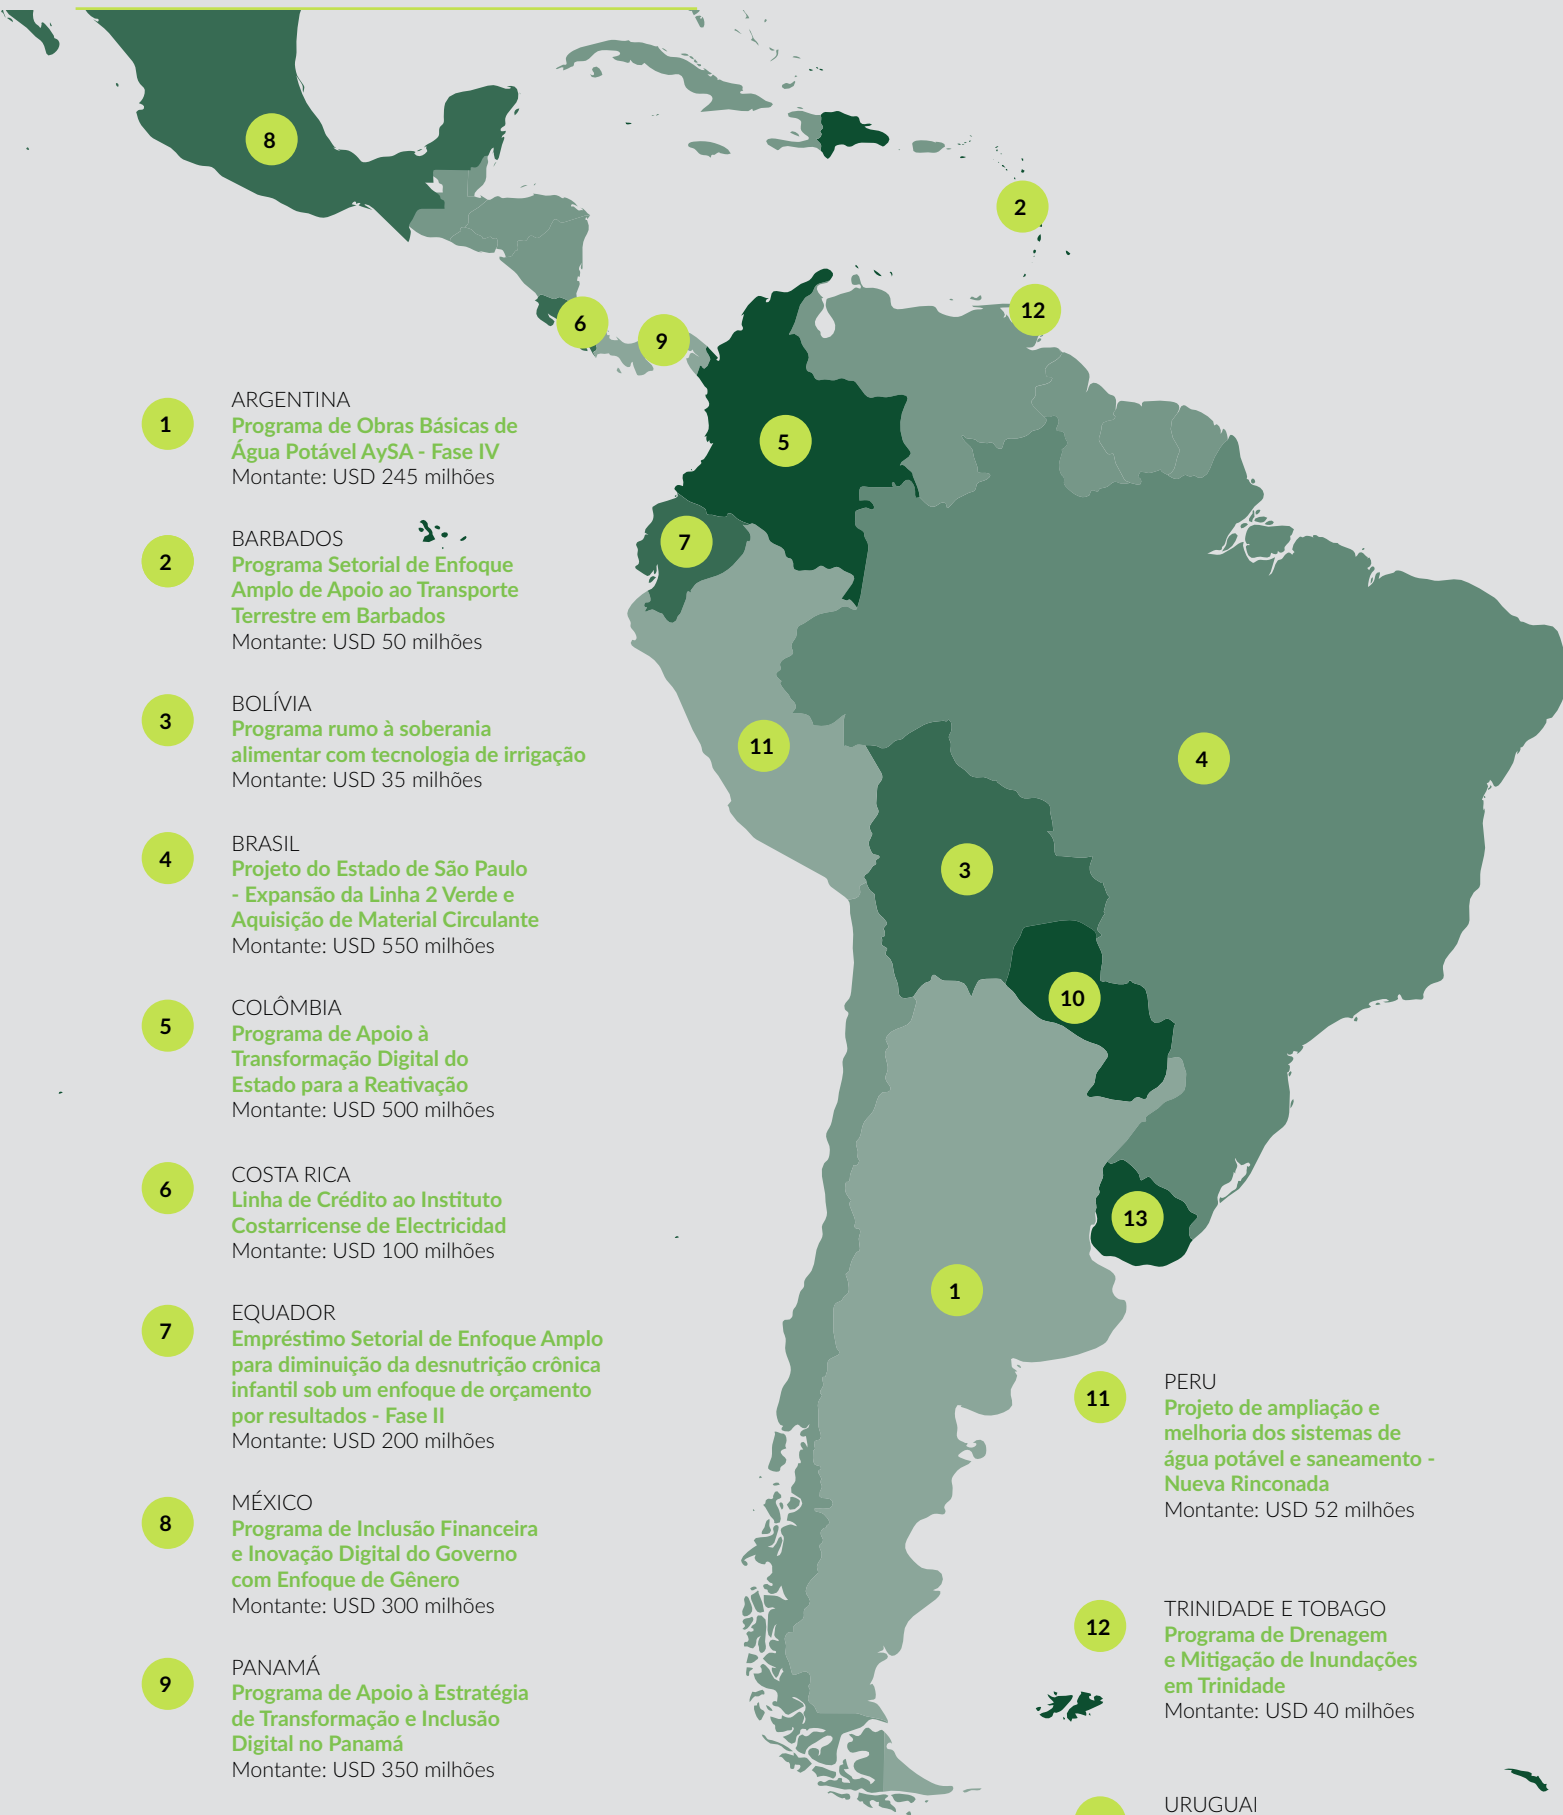 8
2
6
9
12
5
7
11
4
3
10
13
1
1
ARGENTINA
Programa de Obras Básicas de
Água Potável AySA - Fase IV
Montante: USD 245 milhões
2
BARBADOS
Programa Setorial de Enfoque
Amplo de Apoio ao Transporte
Terrestre em Barbados
Montante: USD 50 milhões
3
BOLÍVIA
Programa rumo à soberania
alimentar com tecnologia de irrigação
Montante: USD 35 milhões
4
BRASIL
Projeto do Estado de São Paulo
- Expansão da Linha 2 Verde e
Aquisição de Material Circulante
Montante: USD 550 milhões
5
COLÔMBIA
Programa de Apoio à
Transformação Digital do
Estado para a Reativação
Montante: USD 500 milhões
6
COSTA RICA
Linha de Crédito ao Instituto
Costarricense de Electricidad
Montante: USD 100 milhões
7
EQUADOR
Empréstimo Setorial de Enfoque Amplo
para diminuição da desnutrição crônica
infantil sob um enfoque de orçamento
por resultados - Fase II
Montante: USD 200 milhões
8
MÉXICO
Programa de Inclusão Financeira
e Inovação Digital do Governo
com Enfoque de Gênero
Montante: USD 300 milhões
9
PANAMÁ
Programa de Apoio à Estratégia
de Transformação e Inclusão
Digital no Panamá
Montante: USD 350 milhões
11
PERU
Projeto de ampliação e
melhoria dos sistemas de
água potável e saneamento -
Nueva Rinconada
Montante: USD 52 milhões
12
TRINIDADE E TOBAGO
Programa de Drenagem
e Mitigação de Inundações
em Trinidade
Montante: USD 40 milhões
URUGUAI